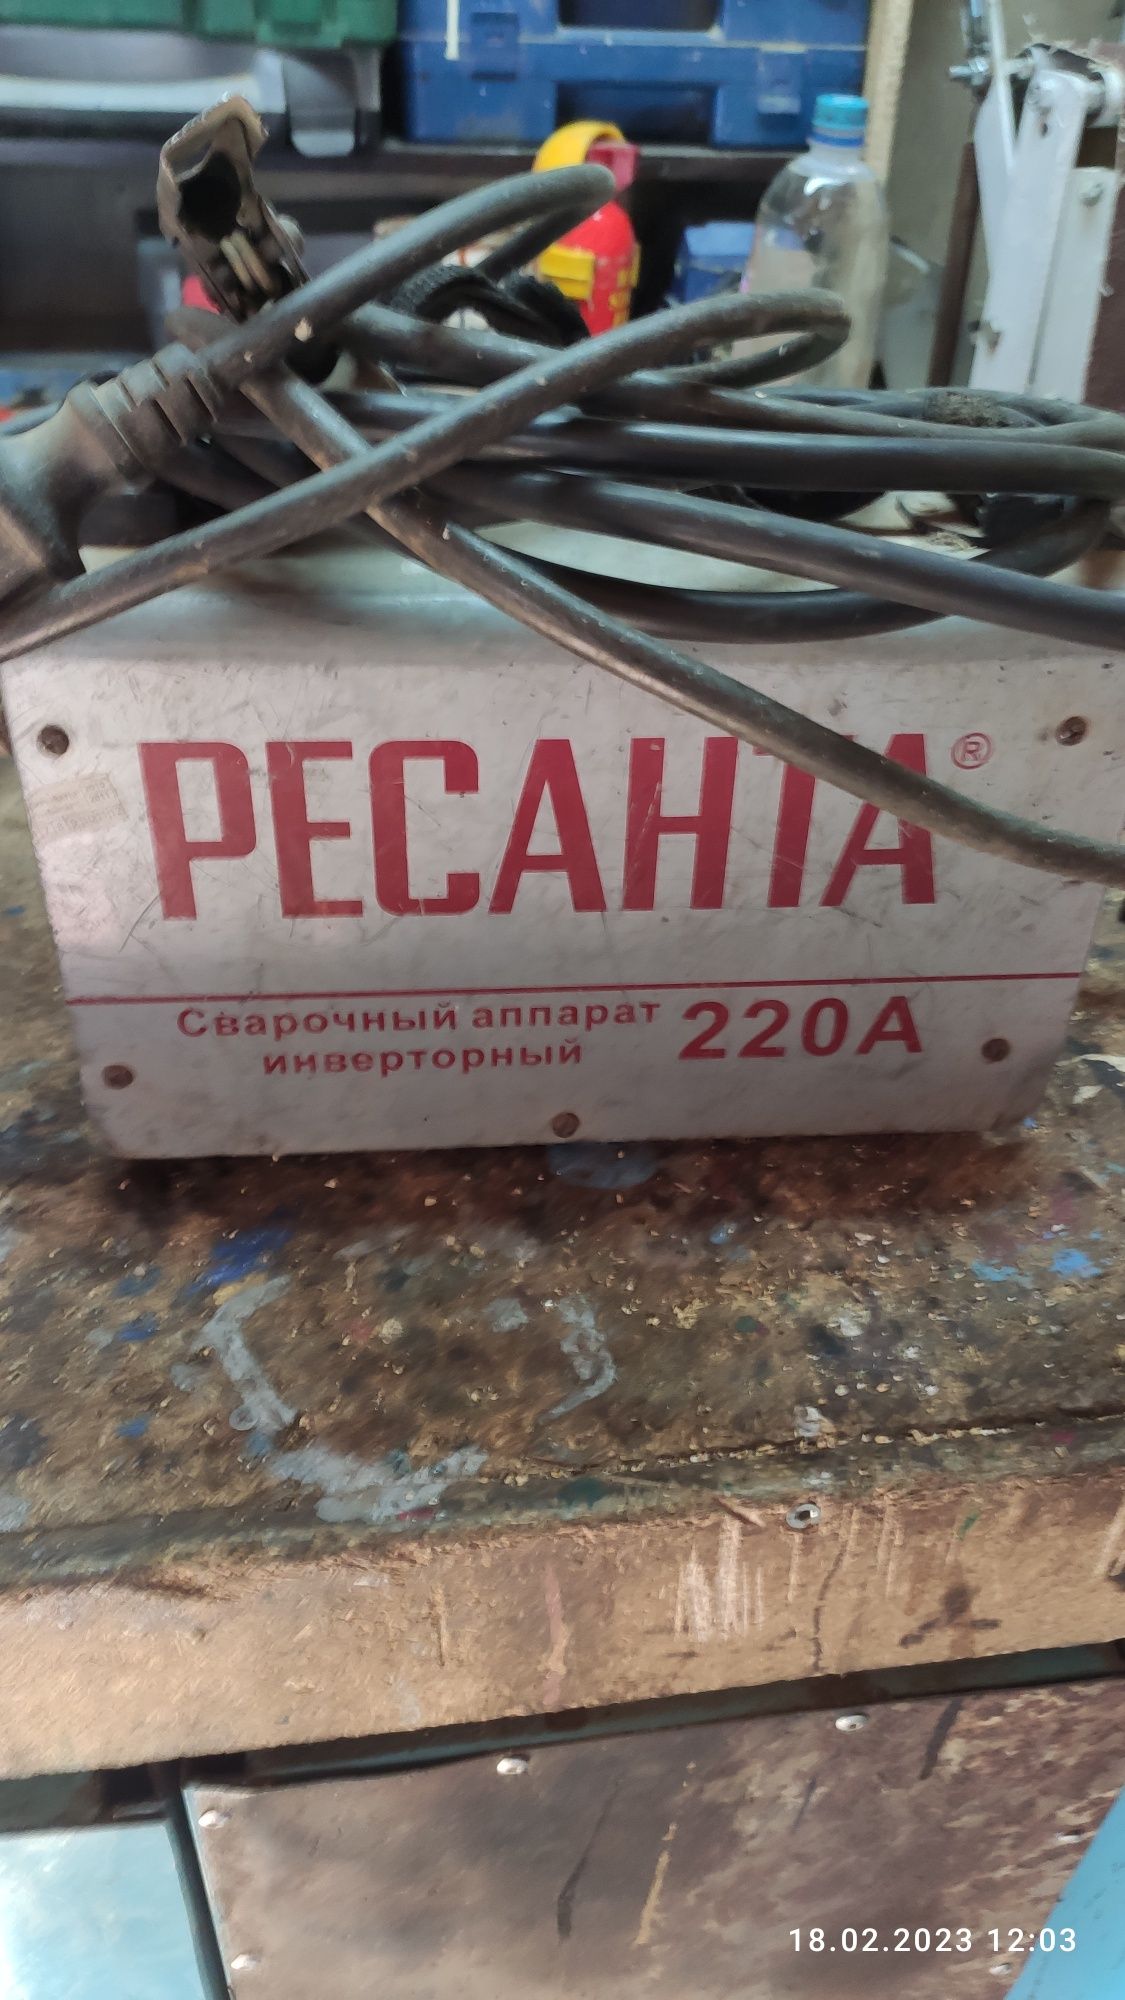 РЕСАНТА®
Сварочный аппарат
инверторный
220А
18.02.2023 12:03